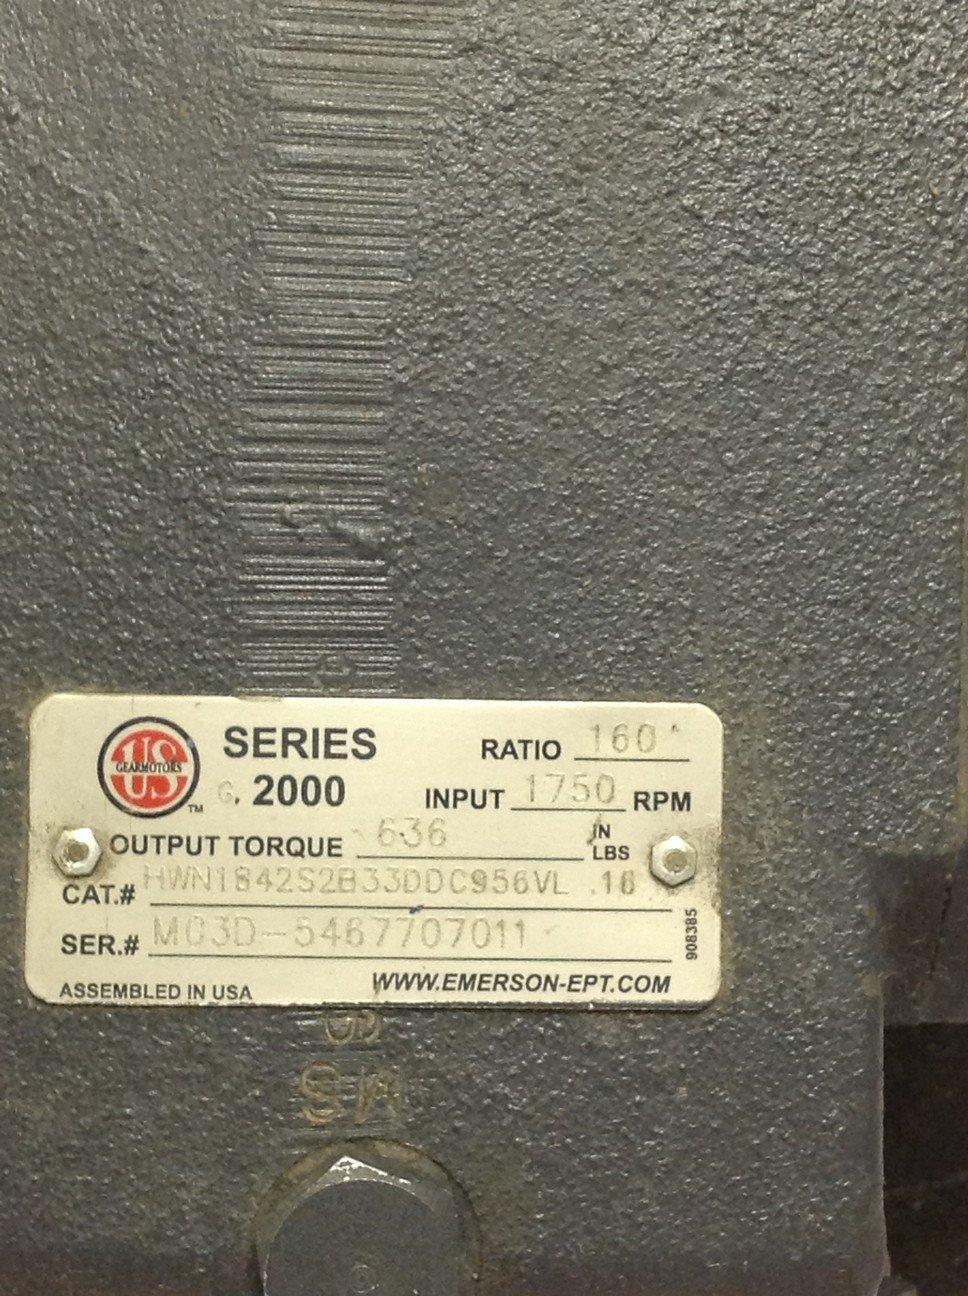 US
GEARMOTORS
TM
SERIES
2000
RATIO 160
INPUT 1750 RPM
OUTPUT TORQUE 636 IN LBS
CAT.# HWN1842S2B33DDC956VL .16
SER.# MC3D-5467707011
908385
ASSEMBLED IN USA
WWW.EMERSON-EPT.COM